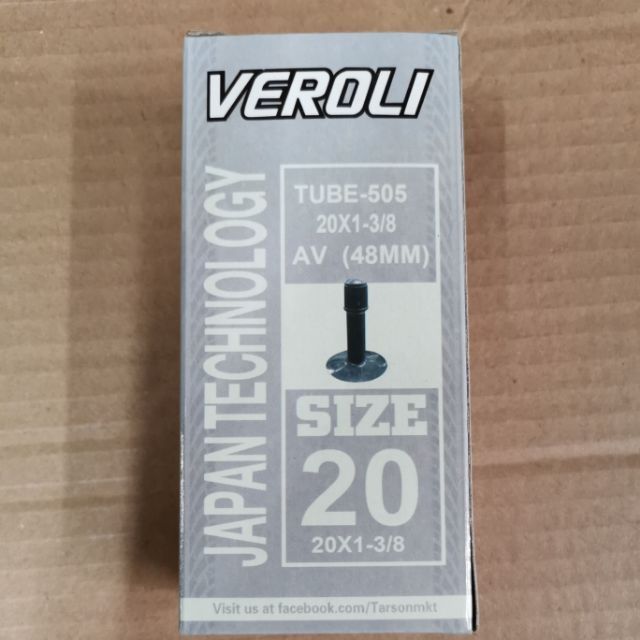 VEROLI
JAPAN TECHNOLOGY
TUBE-505
20X1-3/8
AV (48MM)
SIZE
20
20X1-3/8
Visit us at facebook.com/Tarsonmkt